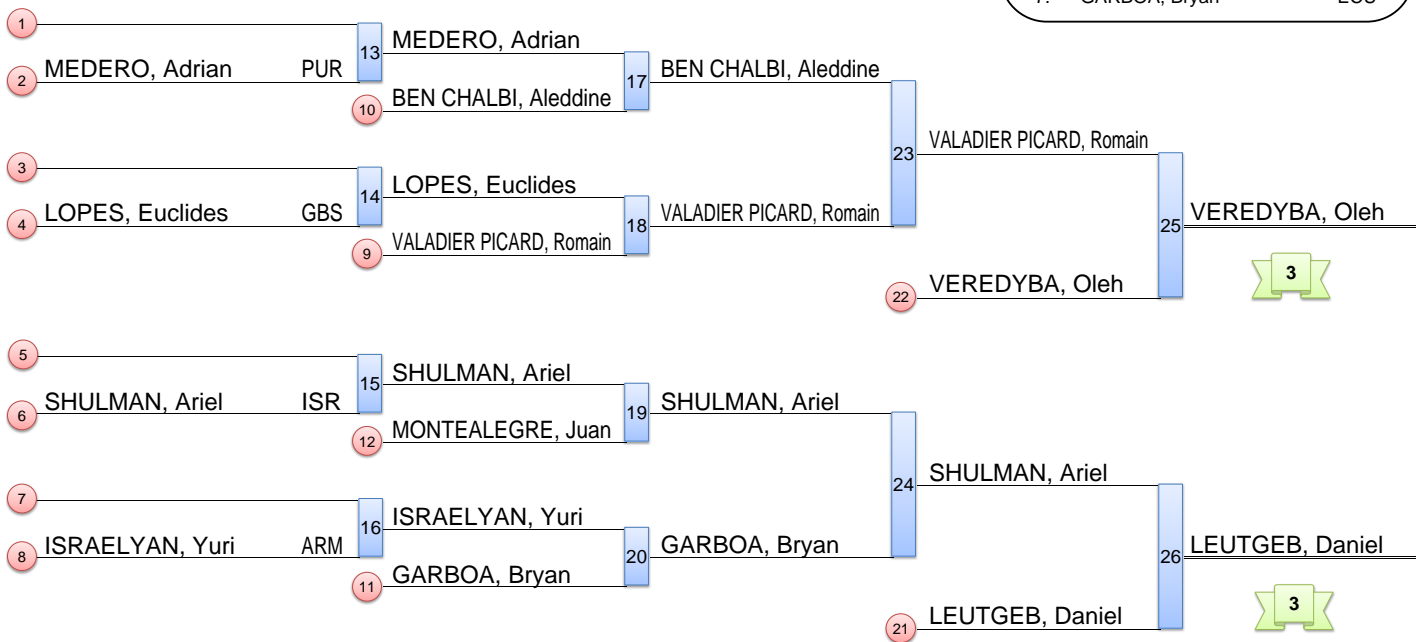 7. GARBOA, Bryan ECU
1
13 MEDERO, Adrian
2 MEDERO, Adrian PUR
17 BEN CHALBI, Aleddine
10 BEN CHALBI, Aleddine
23 VALADIER PICARD, Romain
3
14 LOPES, Euclides
4 LOPES, Euclides GBS
18 VALADIER PICARD, Romain
9 VALADIER PICARD, Romain
25 VEREDYBA, Oleh
3
22 VEREDYBA, Oleh
5
15 SHULMAN, Ariel
6 SHULMAN, Ariel ISR
19 SHULMAN, Ariel
12 MONTEALEGRE, Juan
24 SHULMAN, Ariel
7
16 ISRAELYAN, Yuri
8 ISRAELYAN, Yuri ARM
20 GARBOA, Bryan
11 GARBOA, Bryan
26 LEUTGEB, Daniel
3
21 LEUTGEB, Daniel